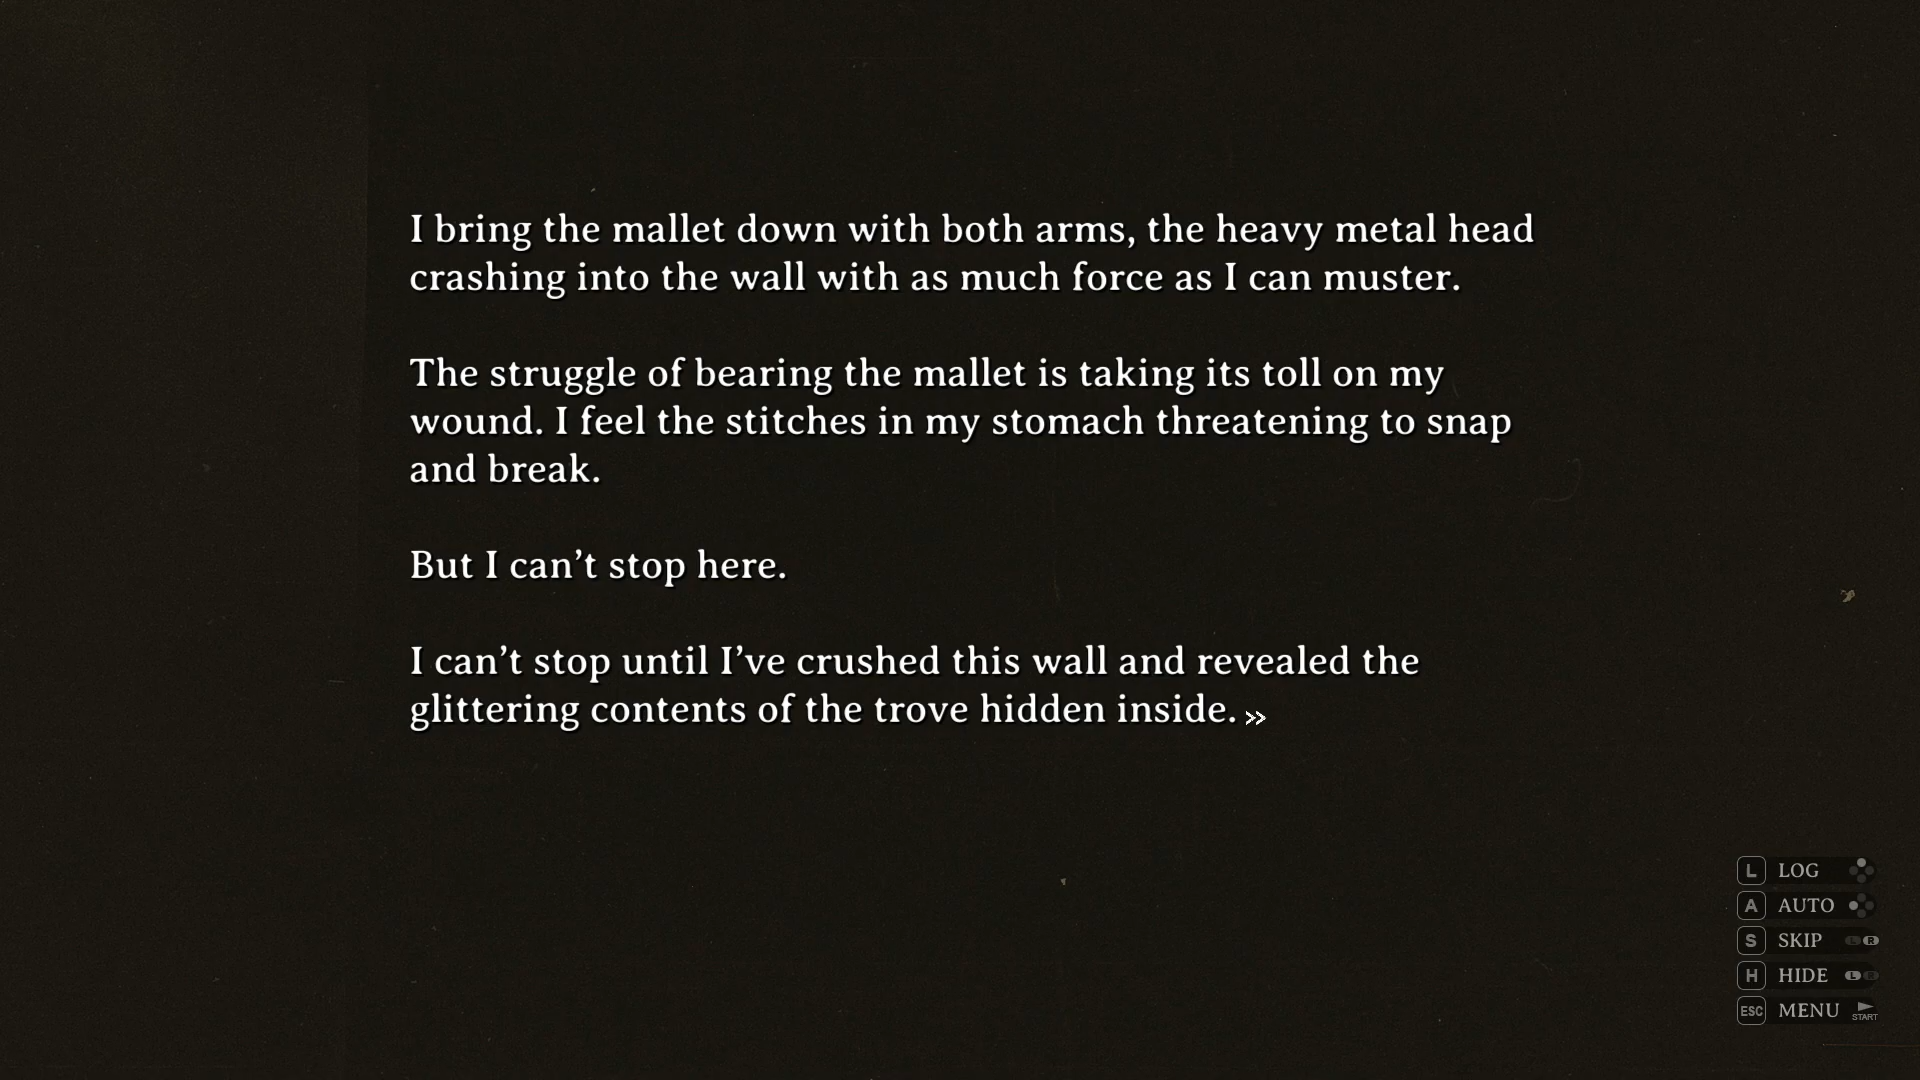 I bring the mallet down with both arms, the heavy metal head
crashing into the wall with as much force as I can muster.
The struggle of bearing the mallet is taking its toll on my
wound. I feel the stitches in my stomach threatening to snap
and break.
But I can’t stop here.
I can’t stop until I’ve crushed this wall and revealed the
glittering contents of the trove hidden inside. »
L LOG
A AUTO
S SKIP L R
H HIDE L R
ESC MENU START